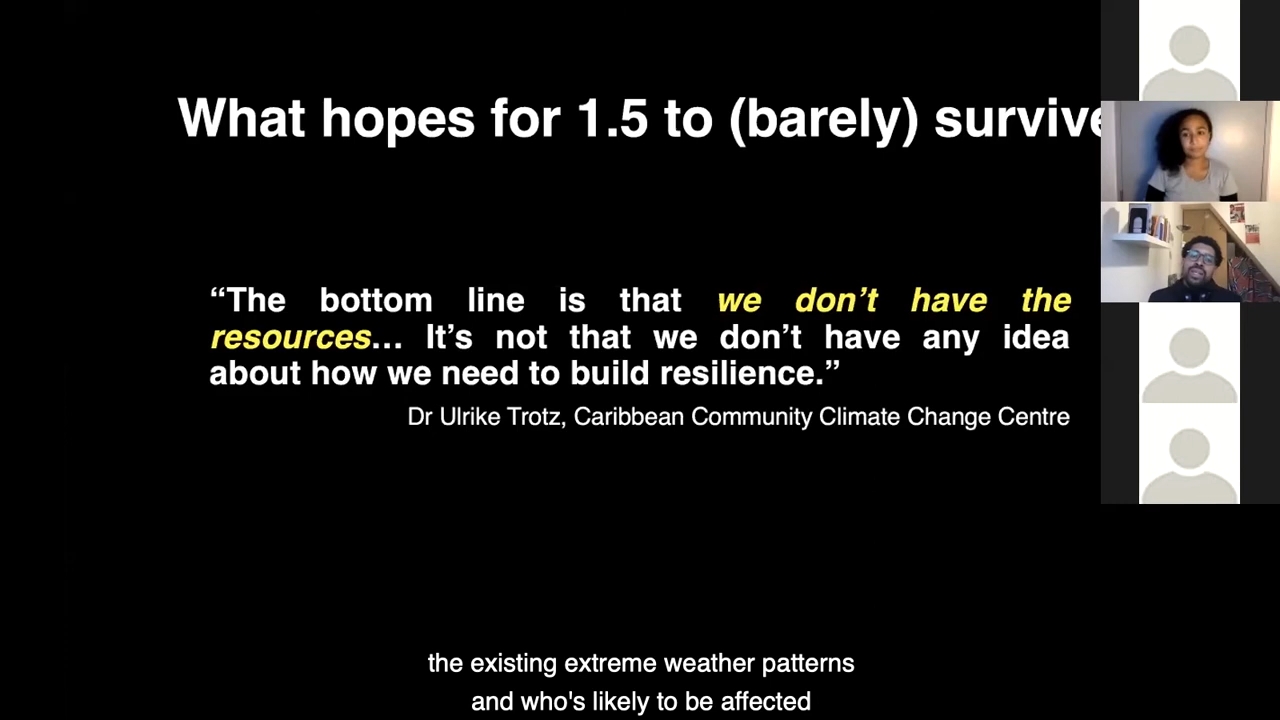 What hopes for 1.5 to (barely) survive
“The bottom line is that we don’t have the
resources… It’s not that we don’t have any idea
about how we need to build resilience.”
Dr Ulrike Trotz, Caribbean Community Climate Change Centre
the existing extreme weather patterns
and who's likely to be affected